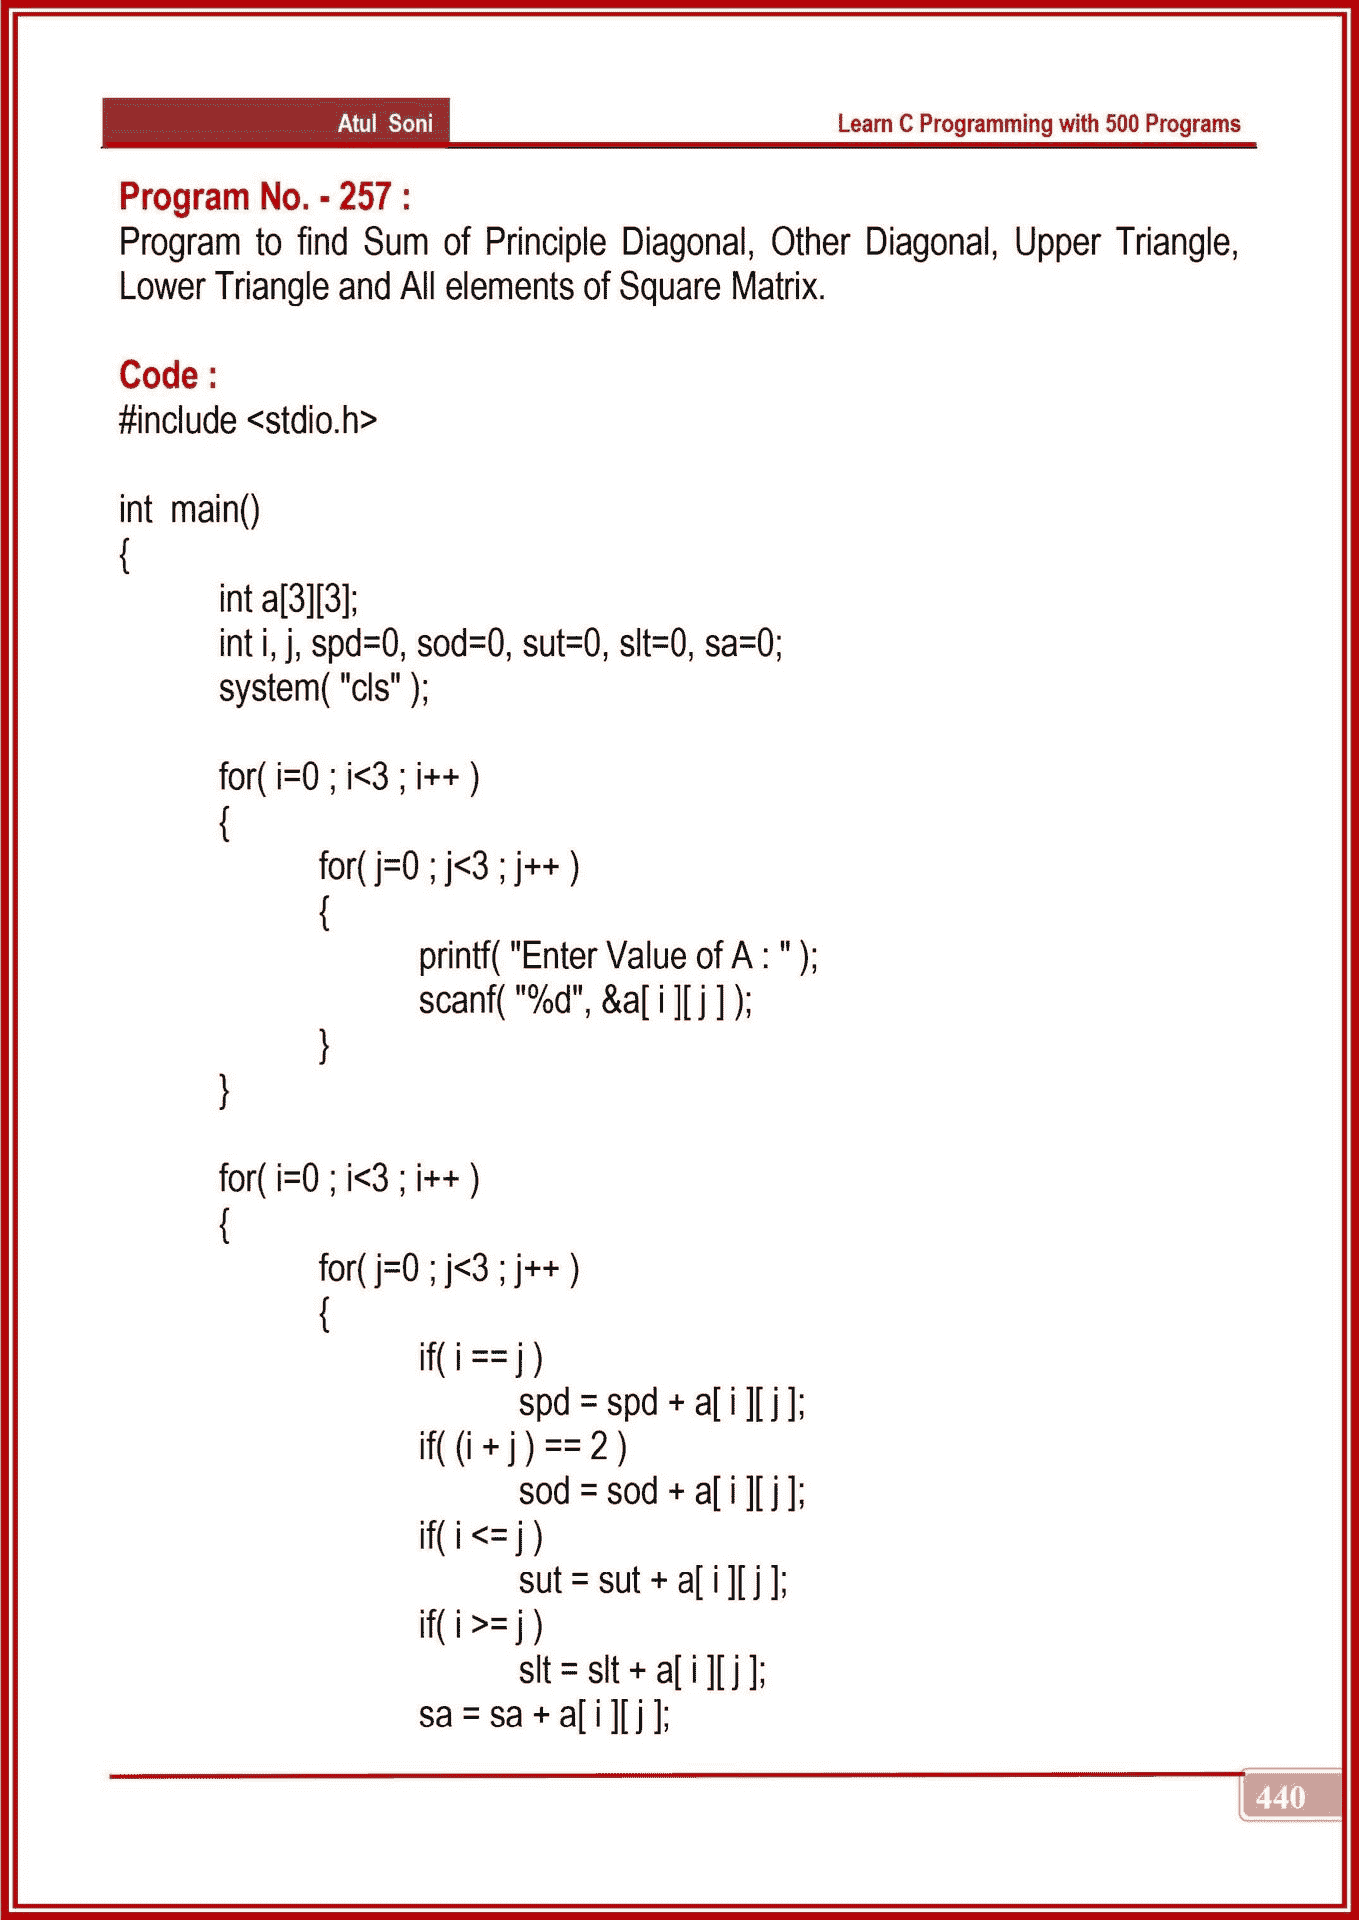 Atul Soni
Learn C Programming with 500 Programs
Program No. - 257 :
Program to find Sum of Principle Diagonal, Other Diagonal, Upper Triangle,
Lower Triangle and All elements of Square Matrix.
Code :
#include <stdio.h>
int main()
{
int a[3][3];
int i, j, spd=0, sod=0, sut=0, slt=0, sa=0;
system( "cls" );
for( i=0 ; i<3 ; i++ )
{
for( j=0 ; j<3 ; j++ )
{
printf( "Enter Value of A : " );
scanf( "%d", &a[ i ][ j ] );
}
}
for( i=0 ; i<3 ; i++ )
{
for( j=0 ; j<3 ; j++ )
{
if( i == j )
spd = spd + a[ i ][ j ];
if( (i + j ) == 2 )
sod = sod + a[ i ][ j ];
if( i <= j )
sut = sut + a[ i ][ j ];
if( i >= j )
slt = slt + a[ i ][ j ];
sa = sa + a[ i ][ j ];
440